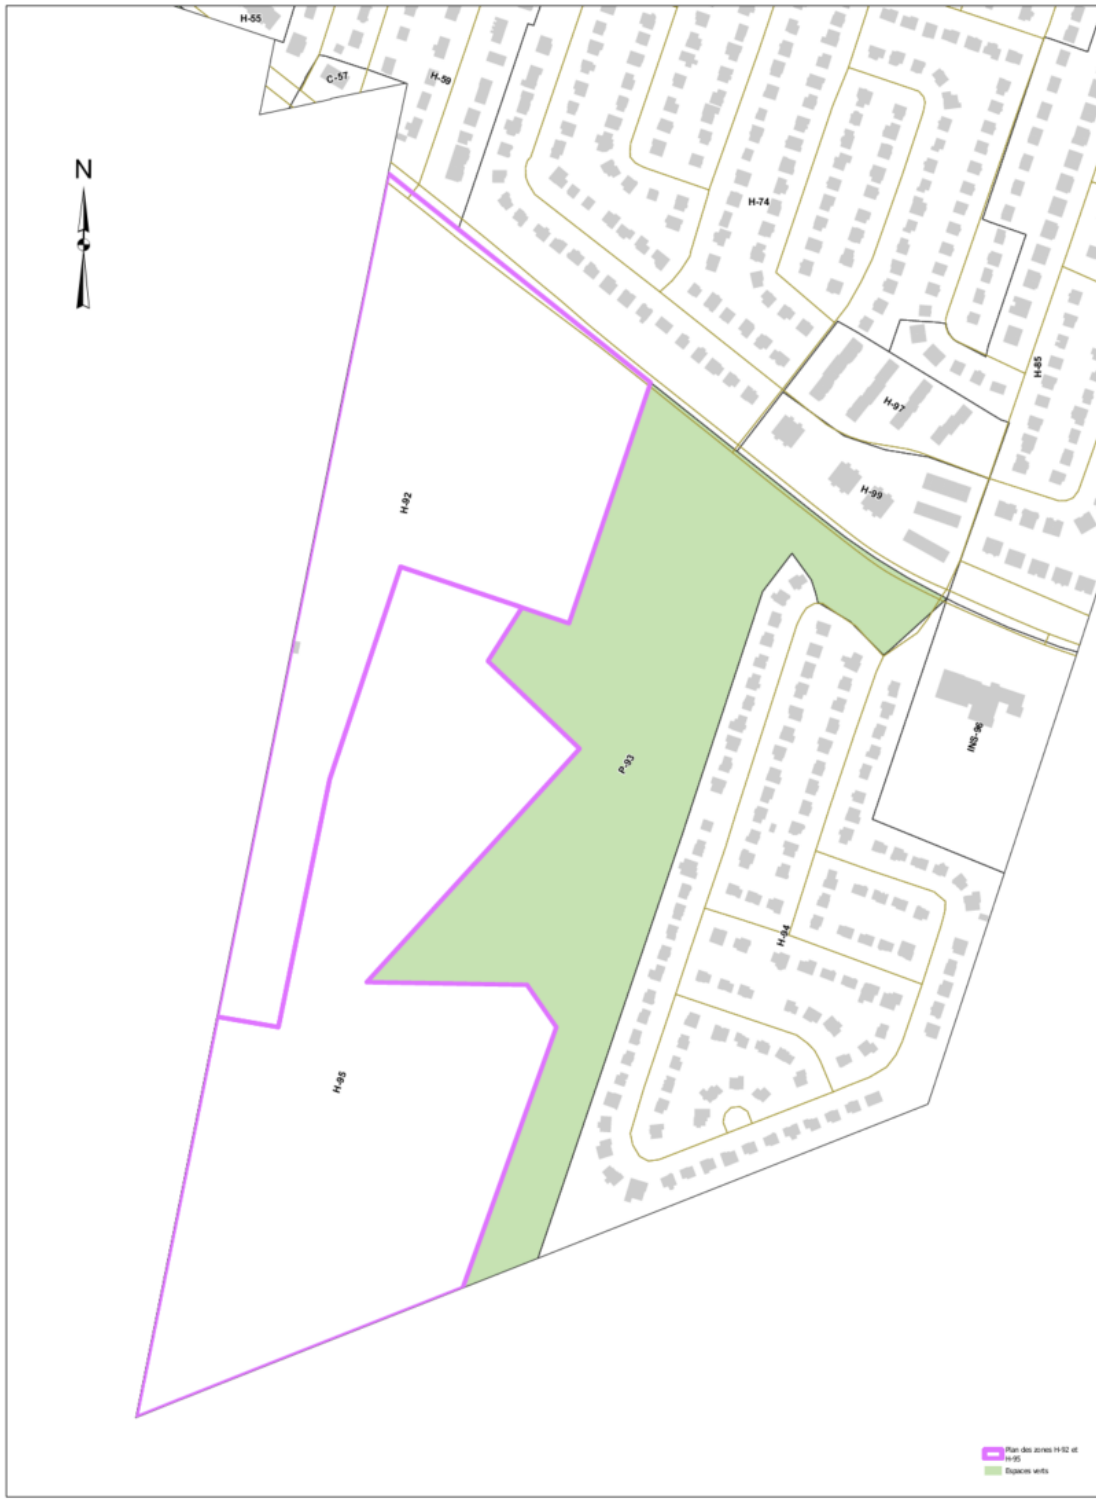 H-55
C-57
H-59
N
H-74
H-85
H-97
H-99
H-92
INS-96
P-93
H-94
H-95
Plan des zones H-92 et
H-95
Espaces verts